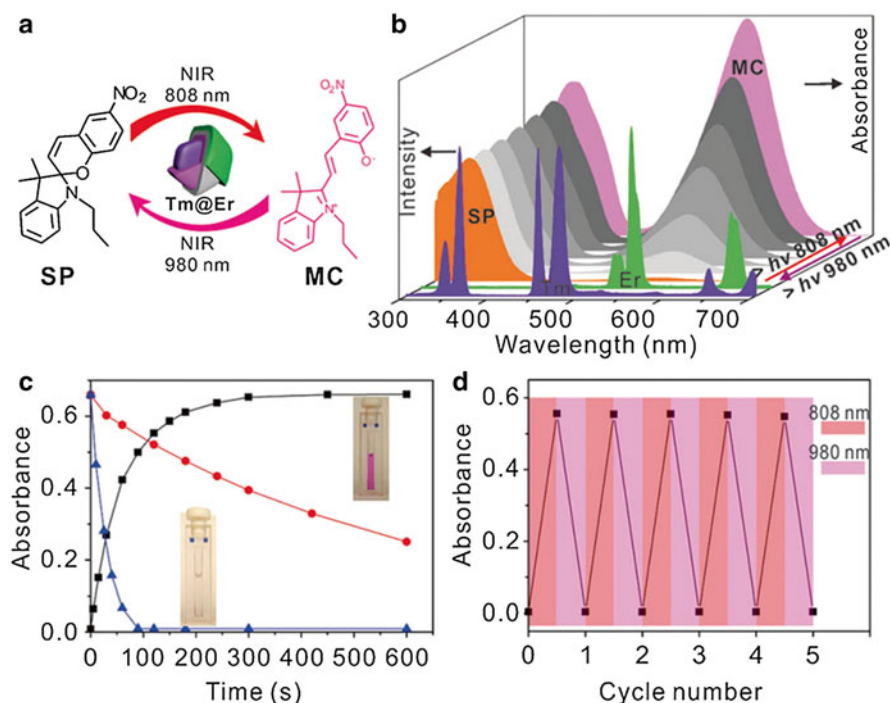 a
NIR
808 nm
NO₂
O
N
Tm@Er
NIR
980 nm
SP
O₂N
O⁻
N⁺
MC
b
Intensity
SP
MC
Absorbance
Tm
Er
> hv 808 nm
> hv 980 nm
300 400 500 600 700
Wavelength (nm)
c
Absorbance
0.6
0.4
0.2
0.0
0 100 200 300 400 500 600
Time (s)
d
Absorbance
0.6
0.4
0.2
0.0
808 nm
980 nm
0 1 2 3 4 5
Cycle number